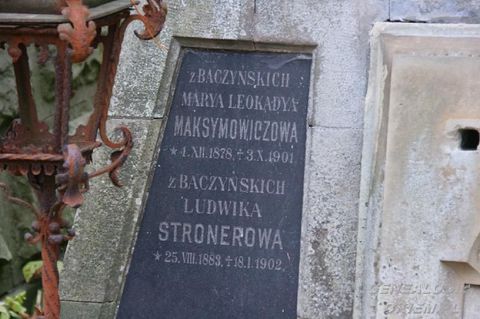 z BACZYŃSKICH
MARYA LEOKADYA
MAKSYMOWICZOWA
* 4.XII.1878. ✝ 3.X.1901.
z BACZYŃSKICH
LUDWIKA
STRONEROWA
* 25.VIII.1883. ✝ 18.I.1902.